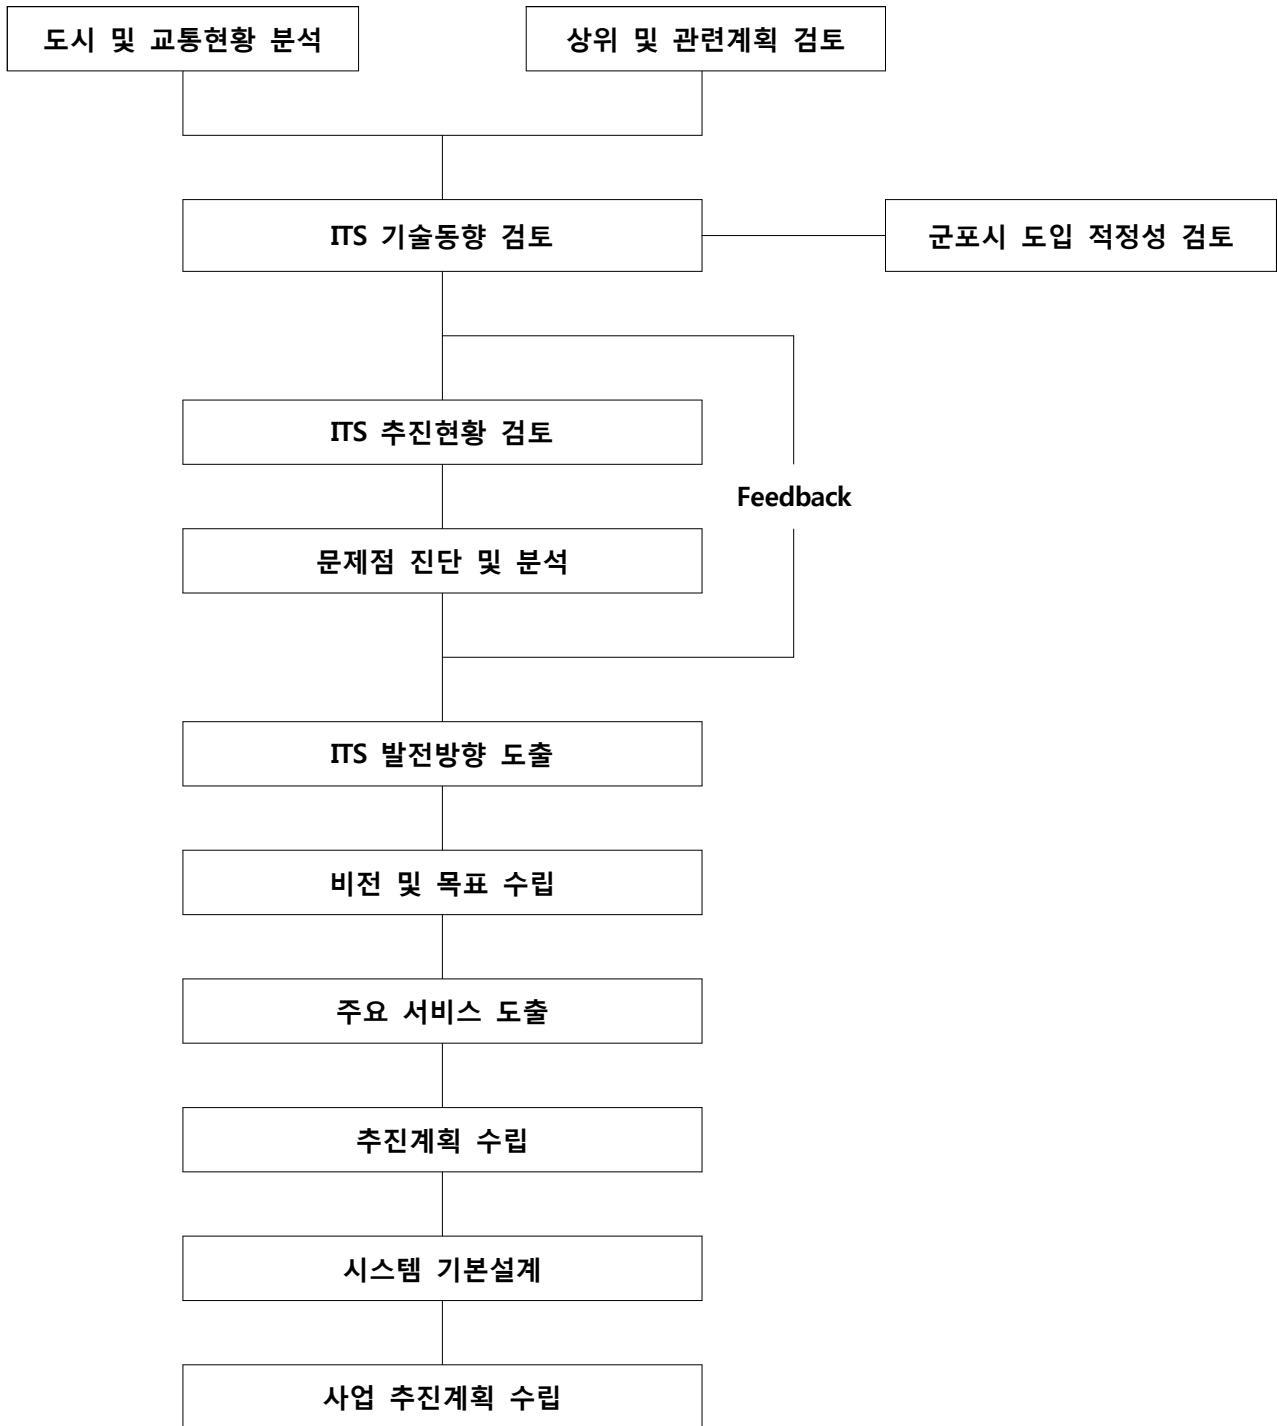 도시 및 교통현황 분석
상위 및 관련계획 검토
ITS 기술동향 검토
군포시 도입 적정성 검토
ITS 추진현황 검토
Feedback
문제점 진단 및 분석
ITS 발전방향 도출
비전 및 목표 수립
주요 서비스 도출
추진계획 수립
시스템 기본설계
사업 추진계획 수립